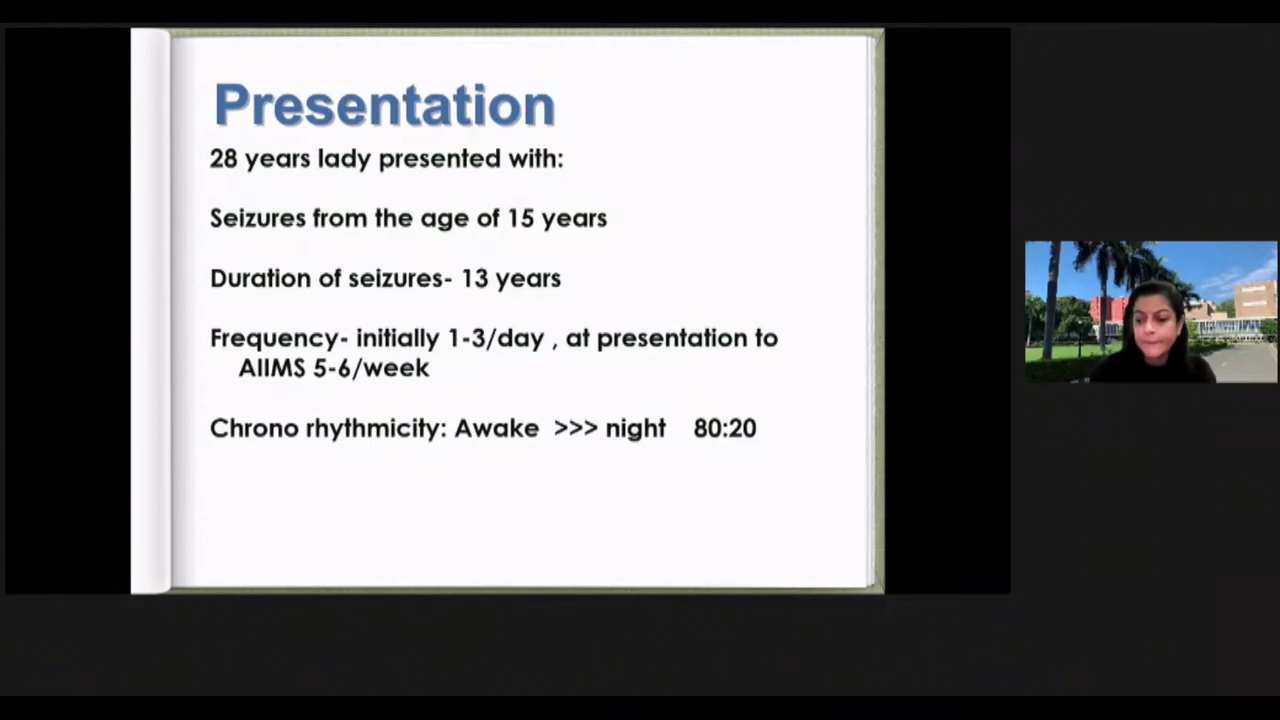 Presentation
28 years lady presented with:
Seizures from the age of 15 years
Duration of seizures- 13 years
Frequency- initially 1-3/day , at presentation to
AIIMS 5-6/week
Chrono rhythmicity: Awake >>> night 80:20